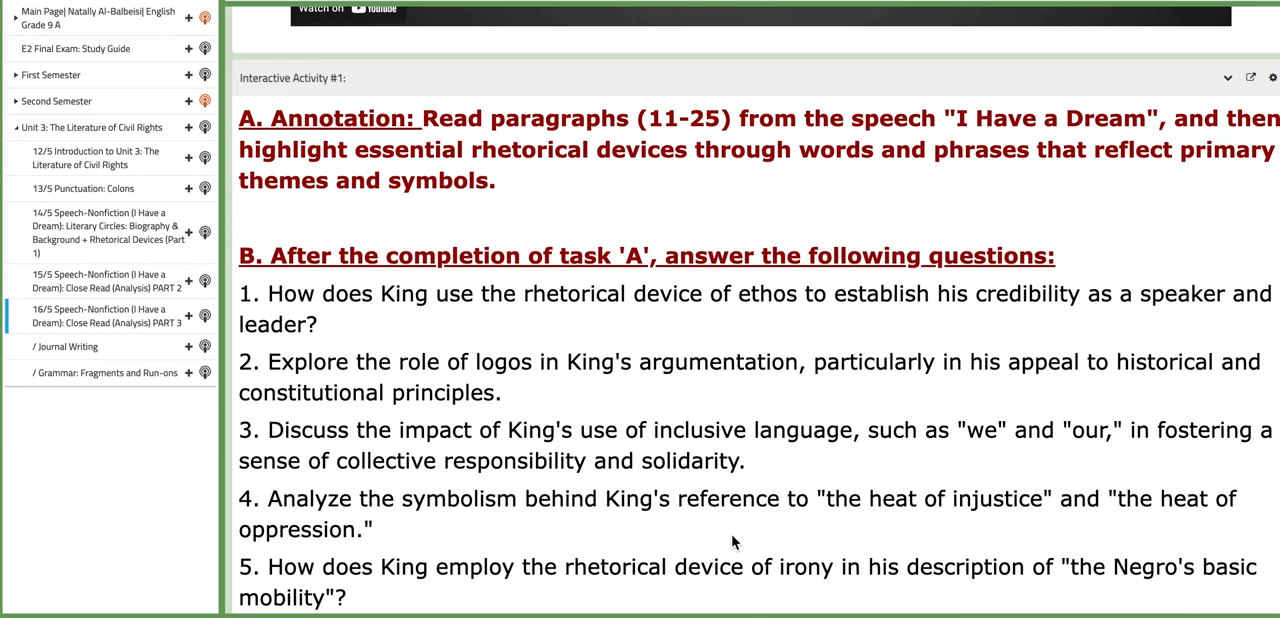 Main Page| Natally Al-Balbeisi| English
Grade 9 A
E2 Final Exam: Study Guide
First Semester
Second Semester
Unit 3: The Literature of Civil Rights
12/5 Introduction to Unit 3: The
Literature of Civil Rights
13/5 Punctuation: Colons
14/5 Speech-Nonfiction (I Have a
Dream): Literary Circles: Biography &
Background + Rhetorical Devices (Part
1)
15/5 Speech-Nonfiction (I Have a
Dream): Close Read (Analysis) PART 2
16/5 Speech-Nonfiction (I Have a
Dream): Close Read (Analysis) PART 3
/ Journal Writing
/ Grammar: Fragments and Run-ons
Watch on YouTube
Interactive Activity #1:
A. Annotation: Read paragraphs (11-25) from the speech "I Have a Dream", and then
highlight essential rhetorical devices through words and phrases that reflect primary
themes and symbols.
B. After the completion of task 'A', answer the following questions:
1. How does King use the rhetorical device of ethos to establish his credibility as a speaker and
leader?
2. Explore the role of logos in King's argumentation, particularly in his appeal to historical and
constitutional principles.
3. Discuss the impact of King's use of inclusive language, such as "we" and "our," in fostering a
sense of collective responsibility and solidarity.
4. Analyze the symbolism behind King's reference to "the heat of injustice" and "the heat of
oppression."
5. How does King employ the rhetorical device of irony in his description of "the Negro's basic
mobility"?